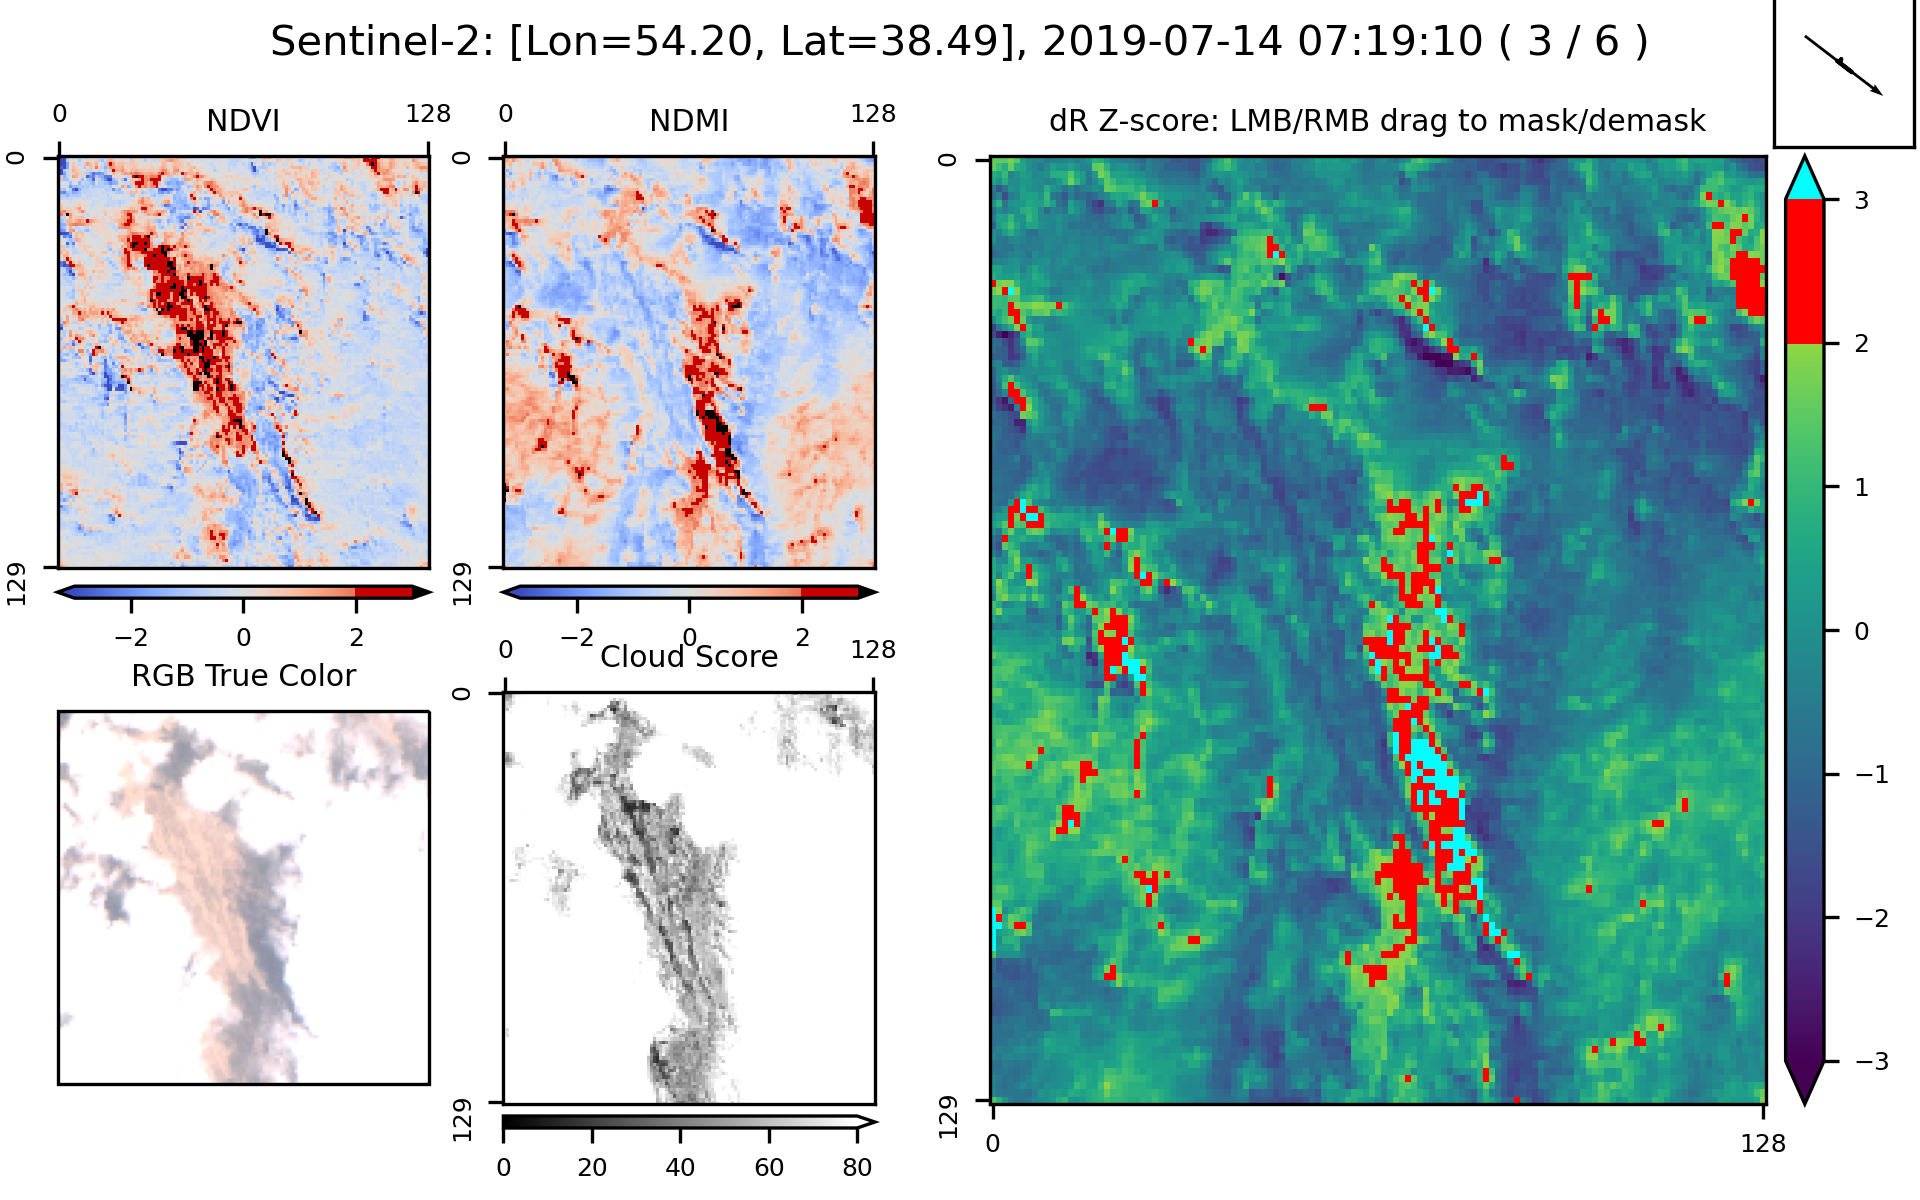 Sentinel-2: [Lon=54.20, Lat=38.49], 2019-07-14 07:19:10 ( 3 / 6 )
0 NDVI 128
0 NDMI 128
dR Z-score: LMB/RMB drag to mask/demask
0
129
0
129
0
129
0 128
3
2
1
0
−1
−2
−3
−2 0 2
−2 0 2
RGB True Color
0 Cloud Score 128
0
129
0 20 40 60 80